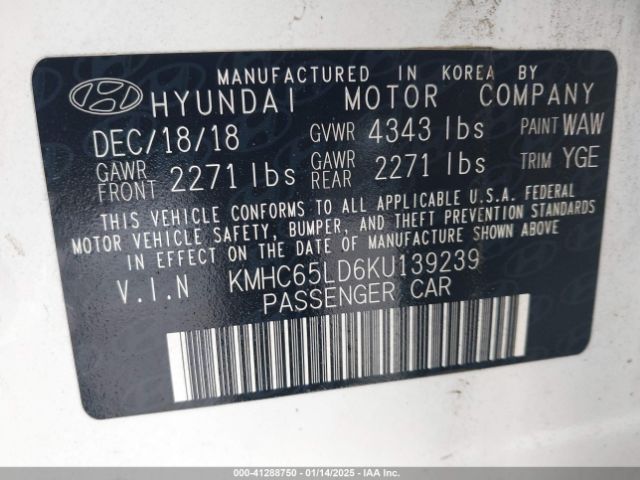 MANUFACTURED IN KOREA BY
HYUNDAI MOTOR COMPANY
DEC/18/18 GVWR 4343 lbs PAINT WAW
GAWR FRONT 2271 lbs GAWR REAR 2271 lbs TRIM YGE
THIS VEHICLE CONFORMS TO ALL APPLICABLE U.S.A. FEDERAL
MOTOR VEHICLE SAFETY, BUMPER, AND THEFT PREVENTION STANDARDS
IN EFFECT ON THE DATE OF MANUFACTURE SHOWN ABOVE
V.I.N KMHC65LD6KU139239
PASSENGER CAR
000-41288750 - 01/14/2025 - IAA Inc.